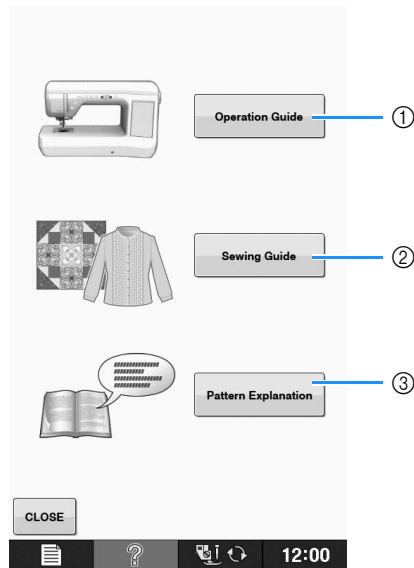 Operation Guide
①
Sewing Guide
②
Pattern Explanation
③
CLOSE
12:00